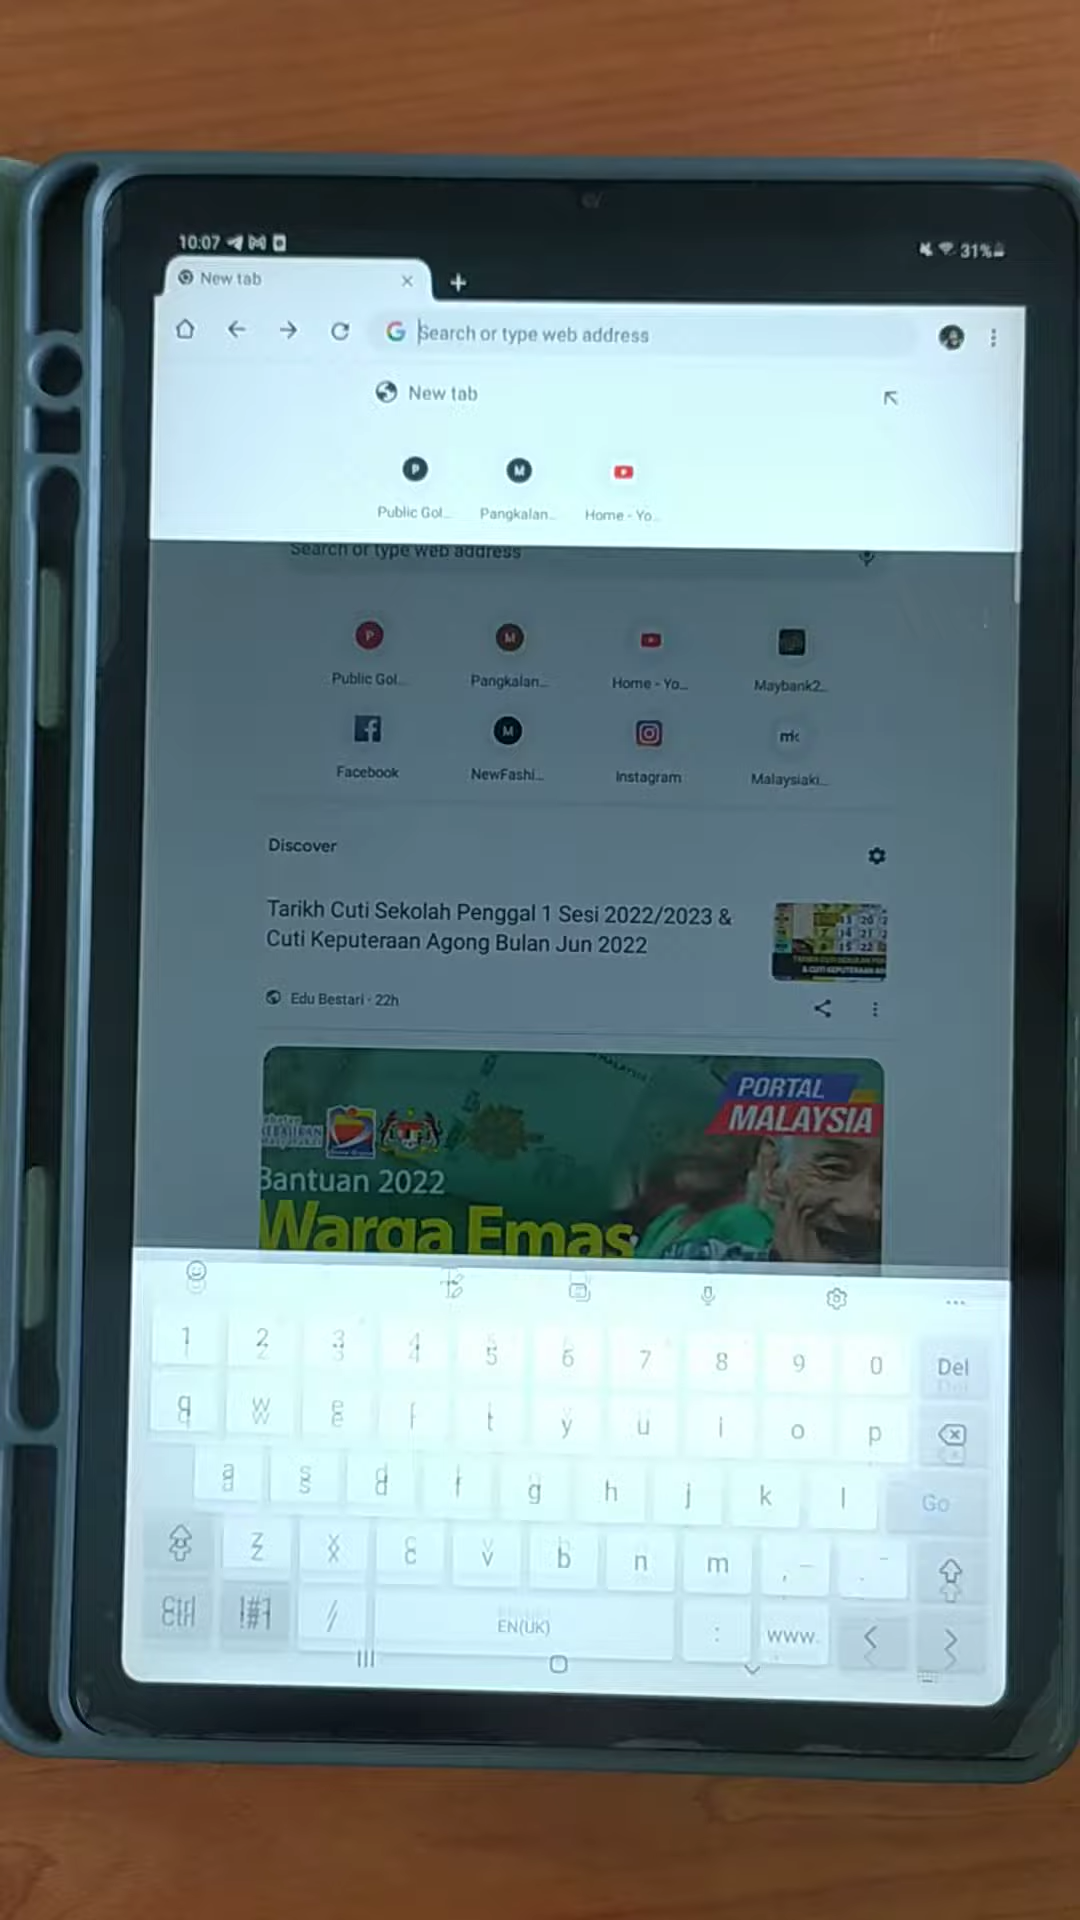 10:07
31%
New tab
Search or type web address
New tab
P
M
Public Gol...
Pangkalan...
Home - Yo...
Search or type web address
P
M
Public Gol...
Pangkalan...
Home - Yo...
Maybank2...
M
mk
Facebook
NewFashi...
Instagram
Malaysiaki...
Discover
Tarikh Cuti Sekolah Penggal 1 Sesi 2022/2023 &
Cuti Keputeraan Agong Bulan Jun 2022
Edu Bestari · 22h
PORTAL
MALAYSIA
Bantuan 2022
Warga Emas
1 2 3 4 5 6 7 8 9 0 Del
q w e r t y u i o p
a s d f g h j k l Go
z x c v b n m , .
Ctrl !#1 / EN(UK) : www.